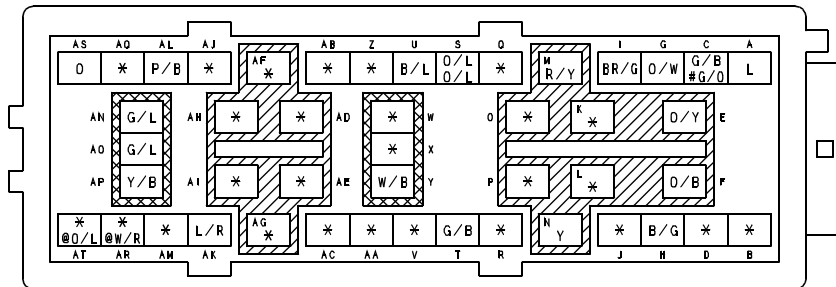 AS AQ AL AJ AB Z U S Q I G C A
AF M
O * P/B * * * * B/L O/L O/L * R/Y BR/G O/W G/B #G/O L
AN G/L AH * * AD * W O * K * O/Y E
AO G/L * X
AP Y/B AI * * AE W/B Y P * L * O/B F
AG N
* @O/L * @W/R * L/R * * * * G/B * Y * B/G * *
AT AR AM AK AC AA V T R J H D B